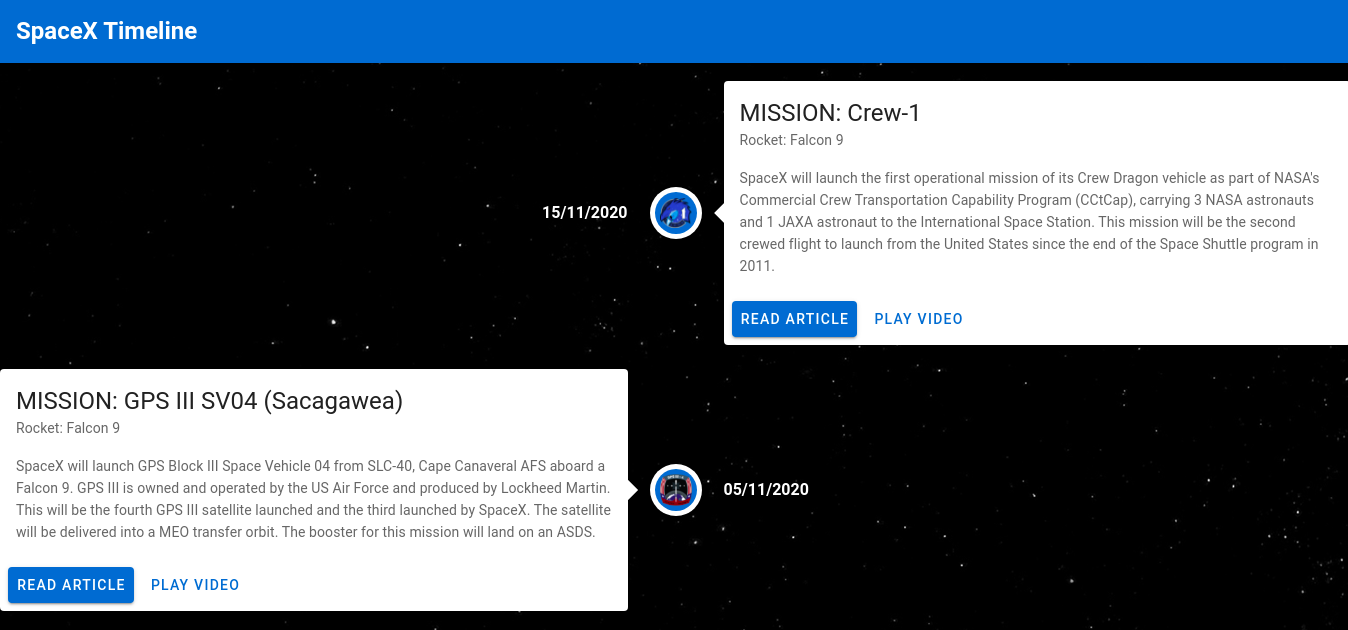 SpaceX Timeline
MISSION: Crew-1
Rocket: Falcon 9
SpaceX will launch the first operational mission of its Crew Dragon vehicle as part of NASA's
Commercial Crew Transportation Capability Program (CCtCap), carrying 3 NASA astronauts
and 1 JAXA astronaut to the International Space Station. This mission will be the second
crewed flight to launch from the United States since the end of the Space Shuttle program in
2011.
15/11/2020
READ ARTICLE PLAY VIDEO
MISSION: GPS III SV04 (Sacagawea)
Rocket: Falcon 9
SpaceX will launch GPS Block III Space Vehicle 04 from SLC-40, Cape Canaveral AFS aboard a
Falcon 9. GPS III is owned and operated by the US Air Force and produced by Lockheed Martin.
This will be the fourth GPS III satellite launched and the third launched by SpaceX. The satellite
will be delivered into a MEO transfer orbit. The booster for this mission will land on an ASDS.
05/11/2020
READ ARTICLE PLAY VIDEO